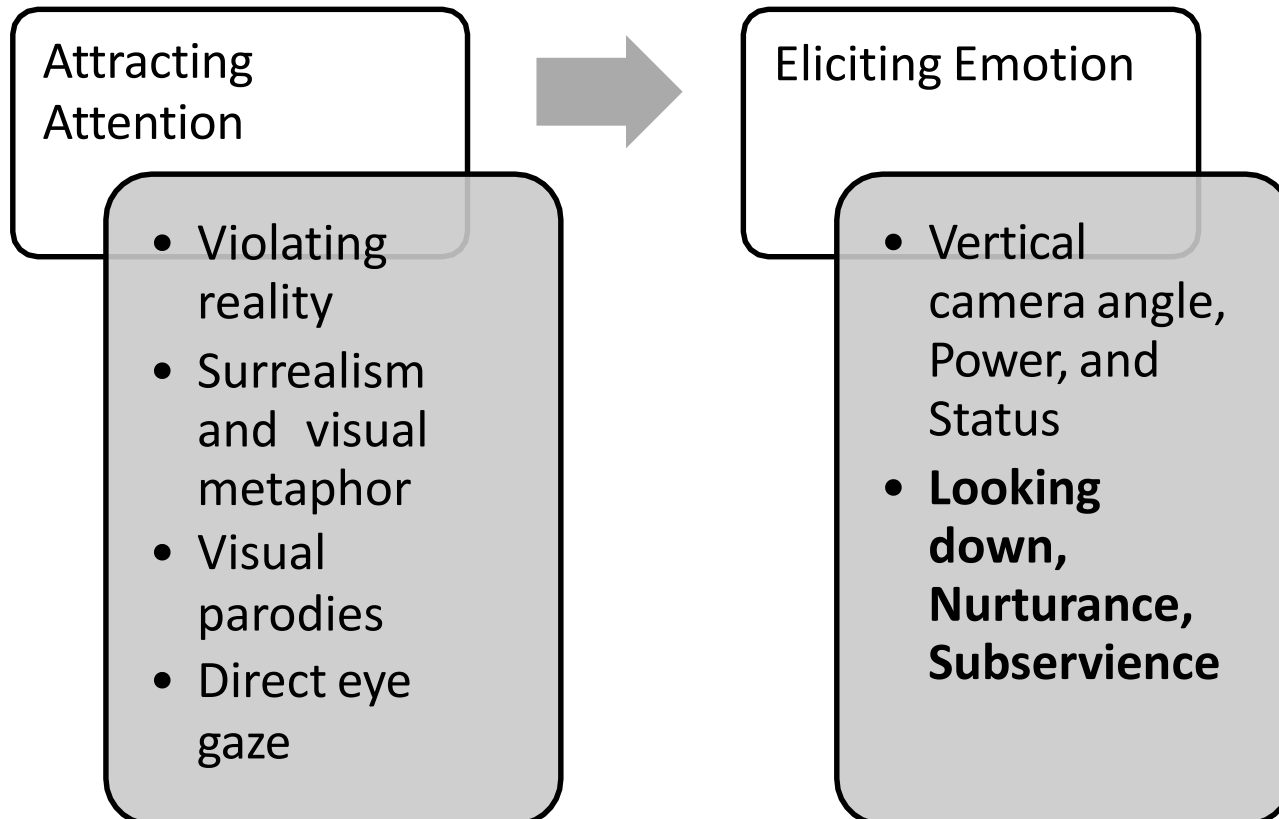 Attracting
Attention
• Violating
reality
• Surrealism
and visual
metaphor
• Visual
parodies
• Direct eye
gaze
Eliciting Emotion
• Vertical
camera angle,
Power, and
Status
• Looking
down,
Nurturance,
Subservience